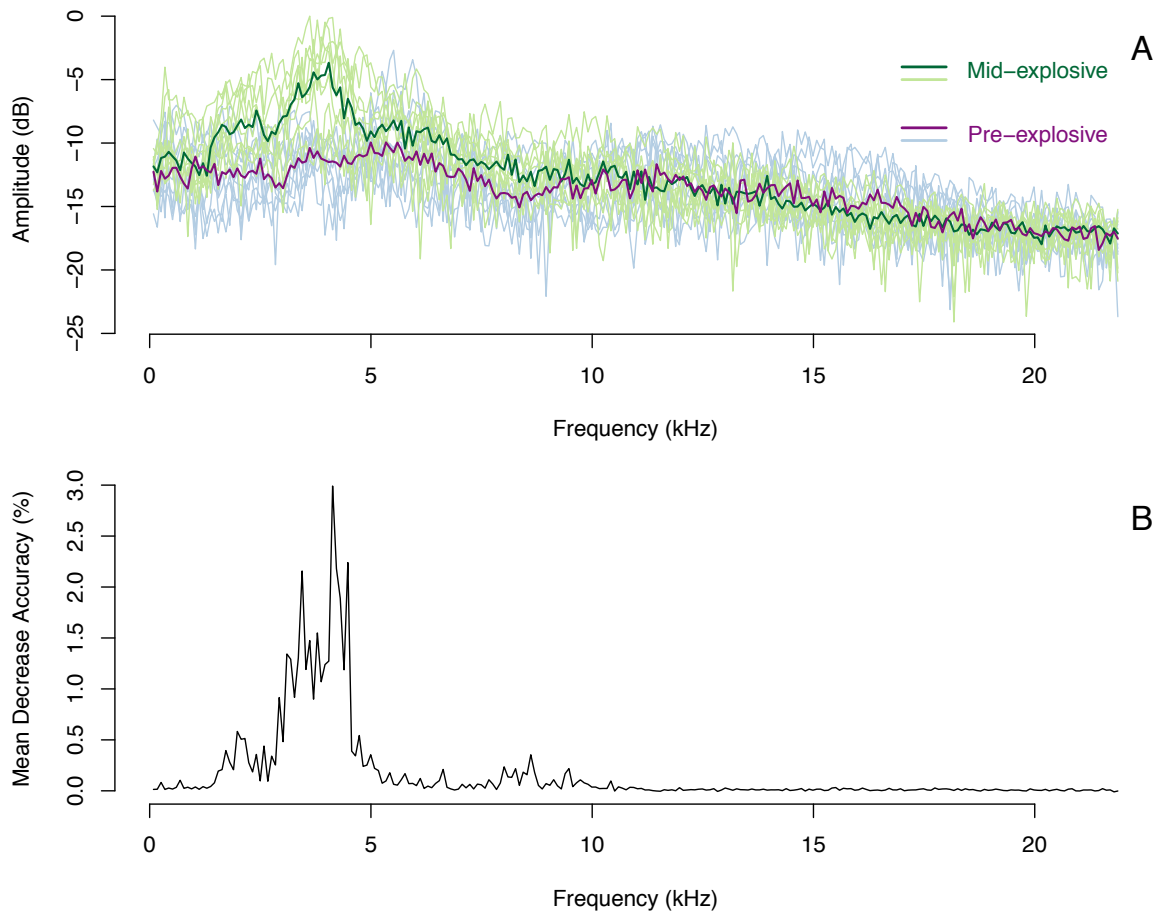 A
Amplitude (dB)
0
−5
−10
−15
−20
−25
Mid−explosive
Pre−explosive
0 5 10 15 20
Frequency (kHz)
B
Mean Decrease Accuracy (%)
3.0
2.5
2.0
1.5
1.0
0.5
0.0
0 5 10 15 20
Frequency (kHz)